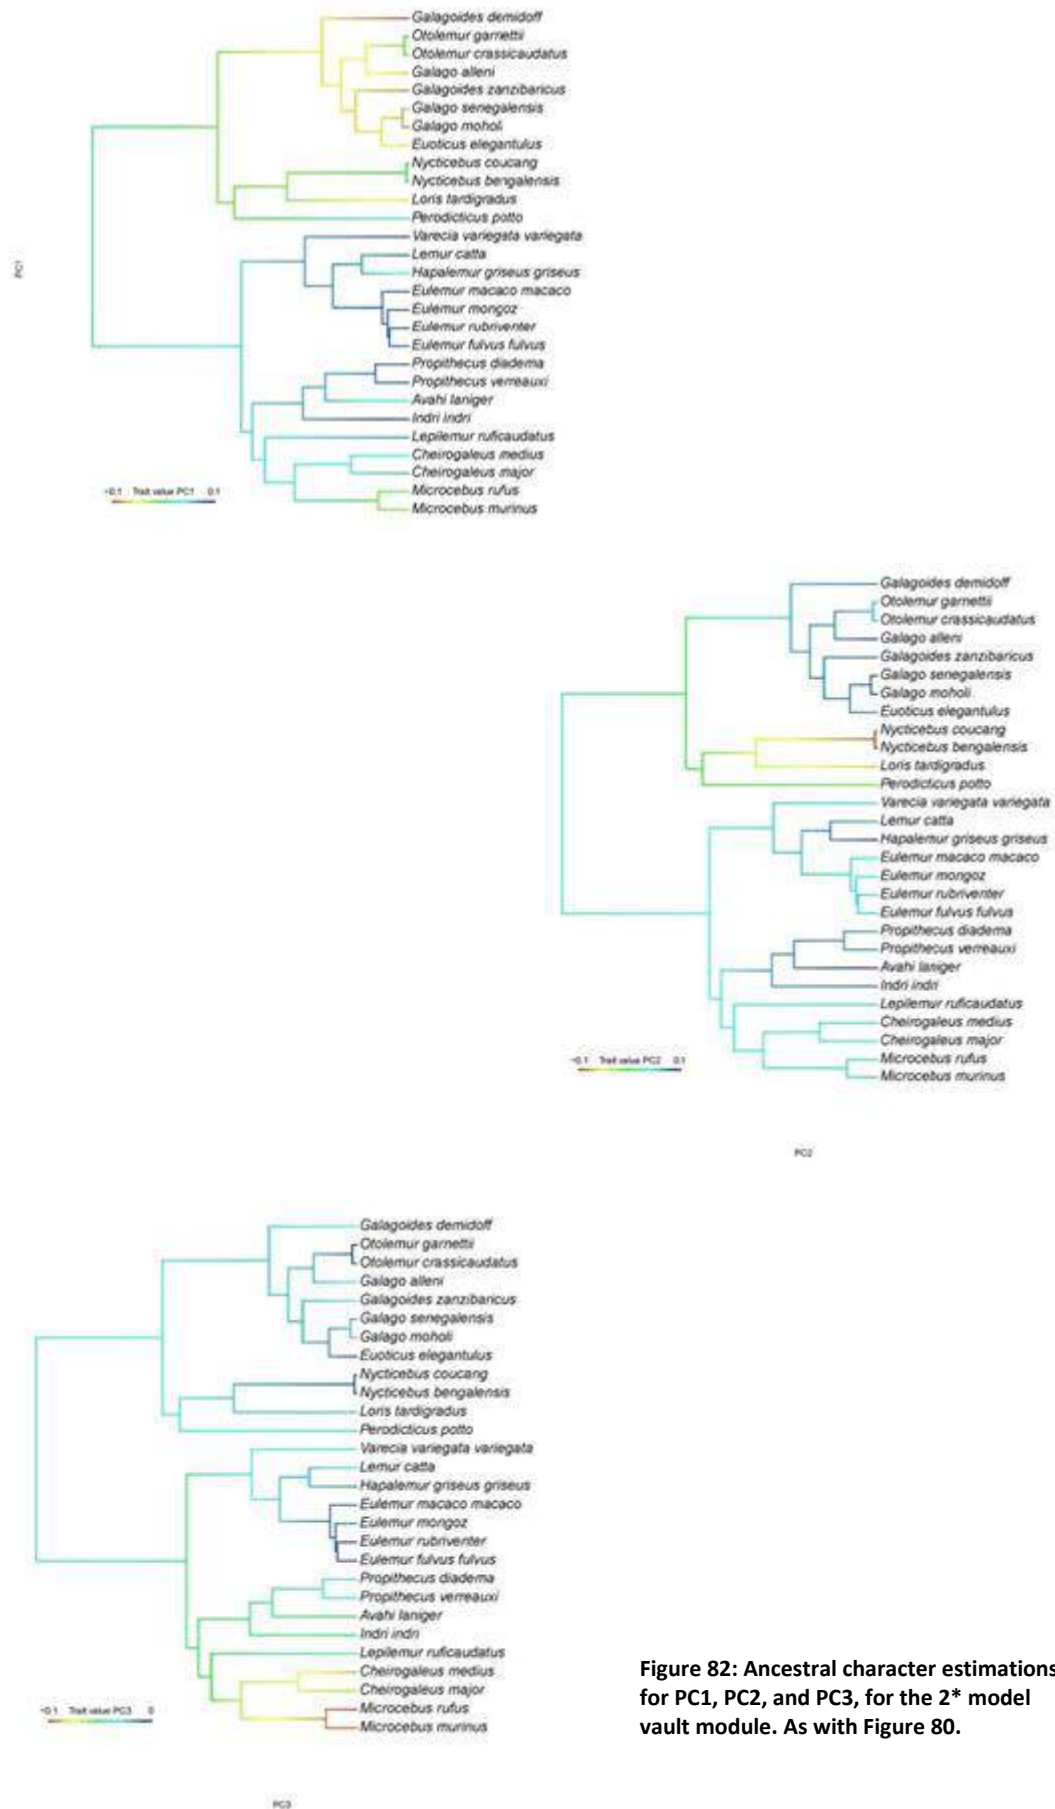 Galagoides demidoff
Otolemur garnettii
Otolemur crassicaudatus
Galago alleni
Galagoides zanzibaricus
Galago senegalensis
Galago moholi
Euoticus elegantulus
Nycticebus coucang
Nycticebus bengalensis
Loris tardigradus
Perodicticus potto
Varecia variegata variegata
Lemur catta
Hapalemur griseus griseus
Eulemur macaco macaco
Eulemur mongoz
Eulemur rubriventer
Eulemur fulvus fulvus
Propithecus diadema
Propithecus verreauxi
Avahi laniger
Indri indri
Lepilemur ruficaudatus
Cheirogaleus medius
Cheirogaleus major
Microcebus rufus
Microcebus murinus
PC1
-0.1 Trait value PC1 0.1
Galagoides demidoff
Otolemur garnettii
Otolemur crassicaudatus
Galago alleni
Galagoides zanzibaricus
Galago senegalensis
Galago moholi
Euoticus elegantulus
Nycticebus coucang
Nycticebus bengalensis
Loris tardigradus
Perodicticus potto
Varecia variegata variegata
Lemur catta
Hapalemur griseus griseus
Eulemur macaco macaco
Eulemur mongoz
Eulemur rubriventer
Eulemur fulvus fulvus
Propithecus diadema
Propithecus verreauxi
Avahi laniger
Indri indri
Lepilemur ruficaudatus
Cheirogaleus medius
Cheirogaleus major
Microcebus rufus
Microcebus murinus
-0.1 Trait value PC2 0.1
PC2
Galagoides demidoff
Otolemur garnettii
Otolemur crassicaudatus
Galago alleni
Galagoides zanzibaricus
Galago senegalensis
Galago moholi
Euoticus elegantulus
Nycticebus coucang
Nycticebus bengalensis
Loris tardigradus
Perodicticus potto
Varecia variegata variegata
Lemur catta
Hapalemur griseus griseus
Eulemur macaco macaco
Eulemur mongoz
Eulemur rubriventer
Eulemur fulvus fulvus
Propithecus diadema
Propithecus verreauxi
Avahi laniger
Indri indri
Lepilemur ruficaudatus
Cheirogaleus medius
Cheirogaleus major
Microcebus rufus
Microcebus murinus
-0.1 Trait value PC3 0
PC3
Figure 82: Ancestral character estimations
for PC1, PC2, and PC3, for the 2* model
vault module. As with Figure 80.